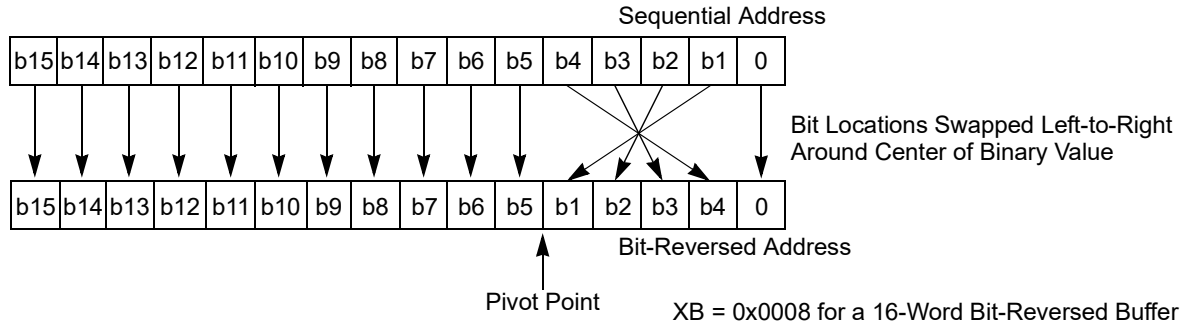 Sequential Address
b15 b14 b13 b12 b11 b10 b9 b8 b7 b6 b5 b4 b3 b2 b1 0
Bit Locations Swapped Left-to-Right
Around Center of Binary Value
b15 b14 b13 b12 b11 b10 b9 b8 b7 b6 b5 b1 b2 b3 b4 0
Bit-Reversed Address
Pivot Point
XB = 0x0008 for a 16-Word Bit-Reversed Buffer